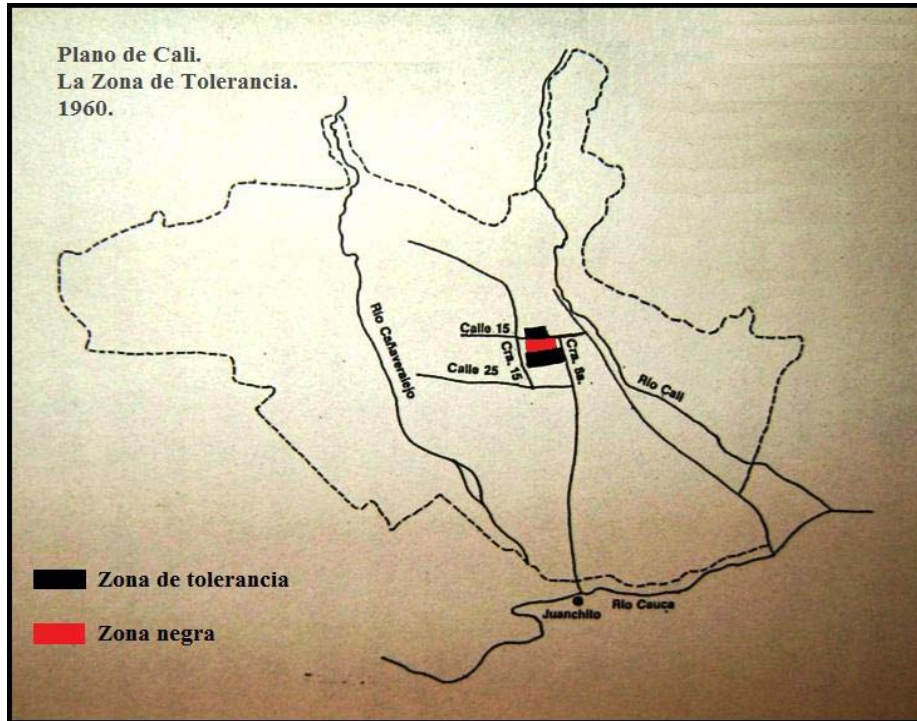 Plano de Cali.
La Zona de Tolerancia.
1960.
Río Cañaveralejo
Calle 15
Cra. 15
Cra. 8a.
Calle 25
Río Cali
Zona de tolerancia
Juanchito
Río Cauca
Zona negra